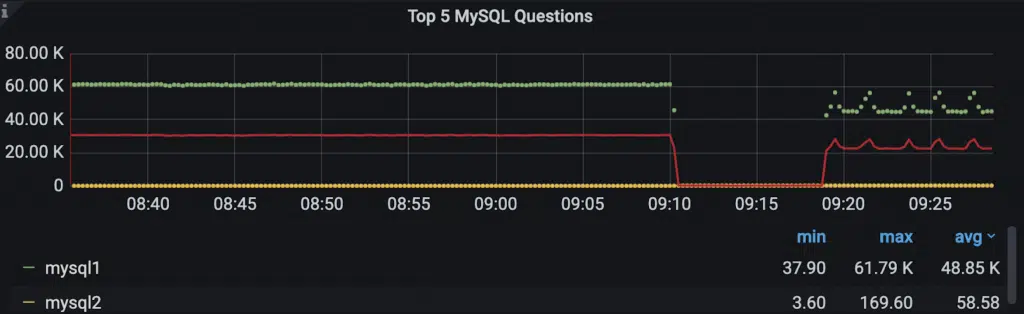 i
Top 5 MySQL Questions
80.00 K
60.00 K
40.00 K
20.00 K
0
08:40 08:45 08:50 08:55 09:00 09:05 09:10 09:15 09:20 09:25
min max avg
mysql1 37.90 61.79 K 48.85 K
mysql2 3.60 169.60 58.58